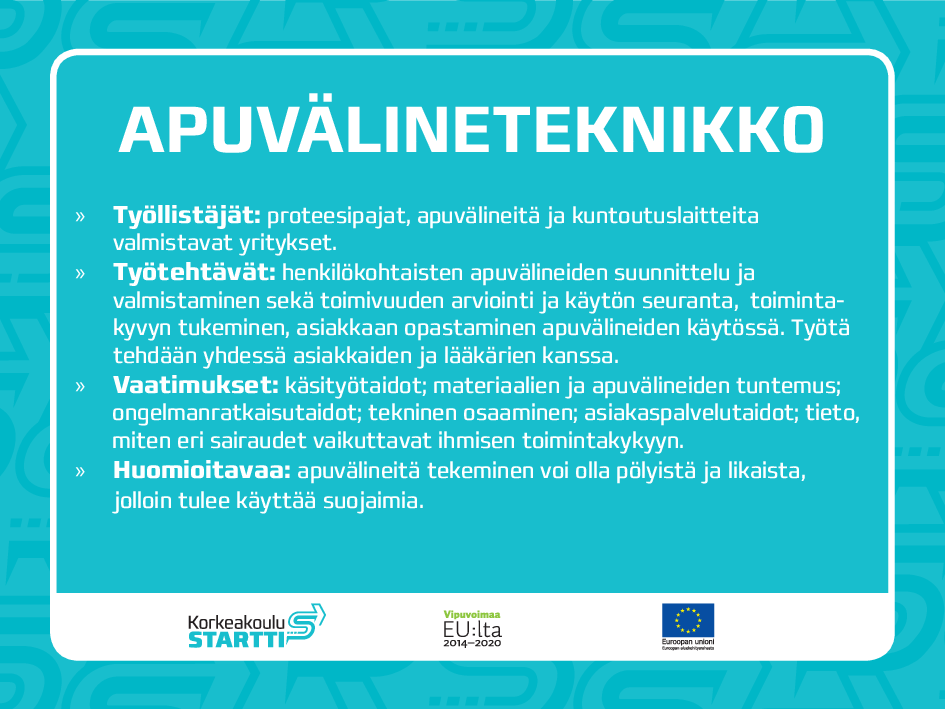 APUVÄLINETEKNIKKO
» Työllistäjät: proteesipajat, apuvälineitä ja kuntoutuslaitteita
valmistavat yritykset.
» Työtehtävät: henkilökohtaisten apuvälineiden suunnittelu ja
valmistaminen sekä toimivuuden arviointi ja käytön seuranta, toiminta-
kyvyn tukeminen, asiakkaan opastaminen apuvälineiden käytössä. Työtä
tehdään yhdessä asiakkaiden ja lääkärien kanssa.
» Vaatimukset: käsityötaidot; materiaalien ja apuvälineiden tuntemus;
ongelmanratkaisutaidot; tekninen osaaminen; asiakaspalvelutaidot; tieto,
miten eri sairaudet vaikuttavat ihmisen toimintakykyyn.
» Huomioitavaa: apuvälineitä tekeminen voi olla pölyistä ja likaista,
jolloin tulee käyttää suojaimia.
Korkeakoulu
STARTTI
Vipuvoimaa
EU:lta
2014–2020
Euroopan unioni
Euroopan aluekehitysrahasto